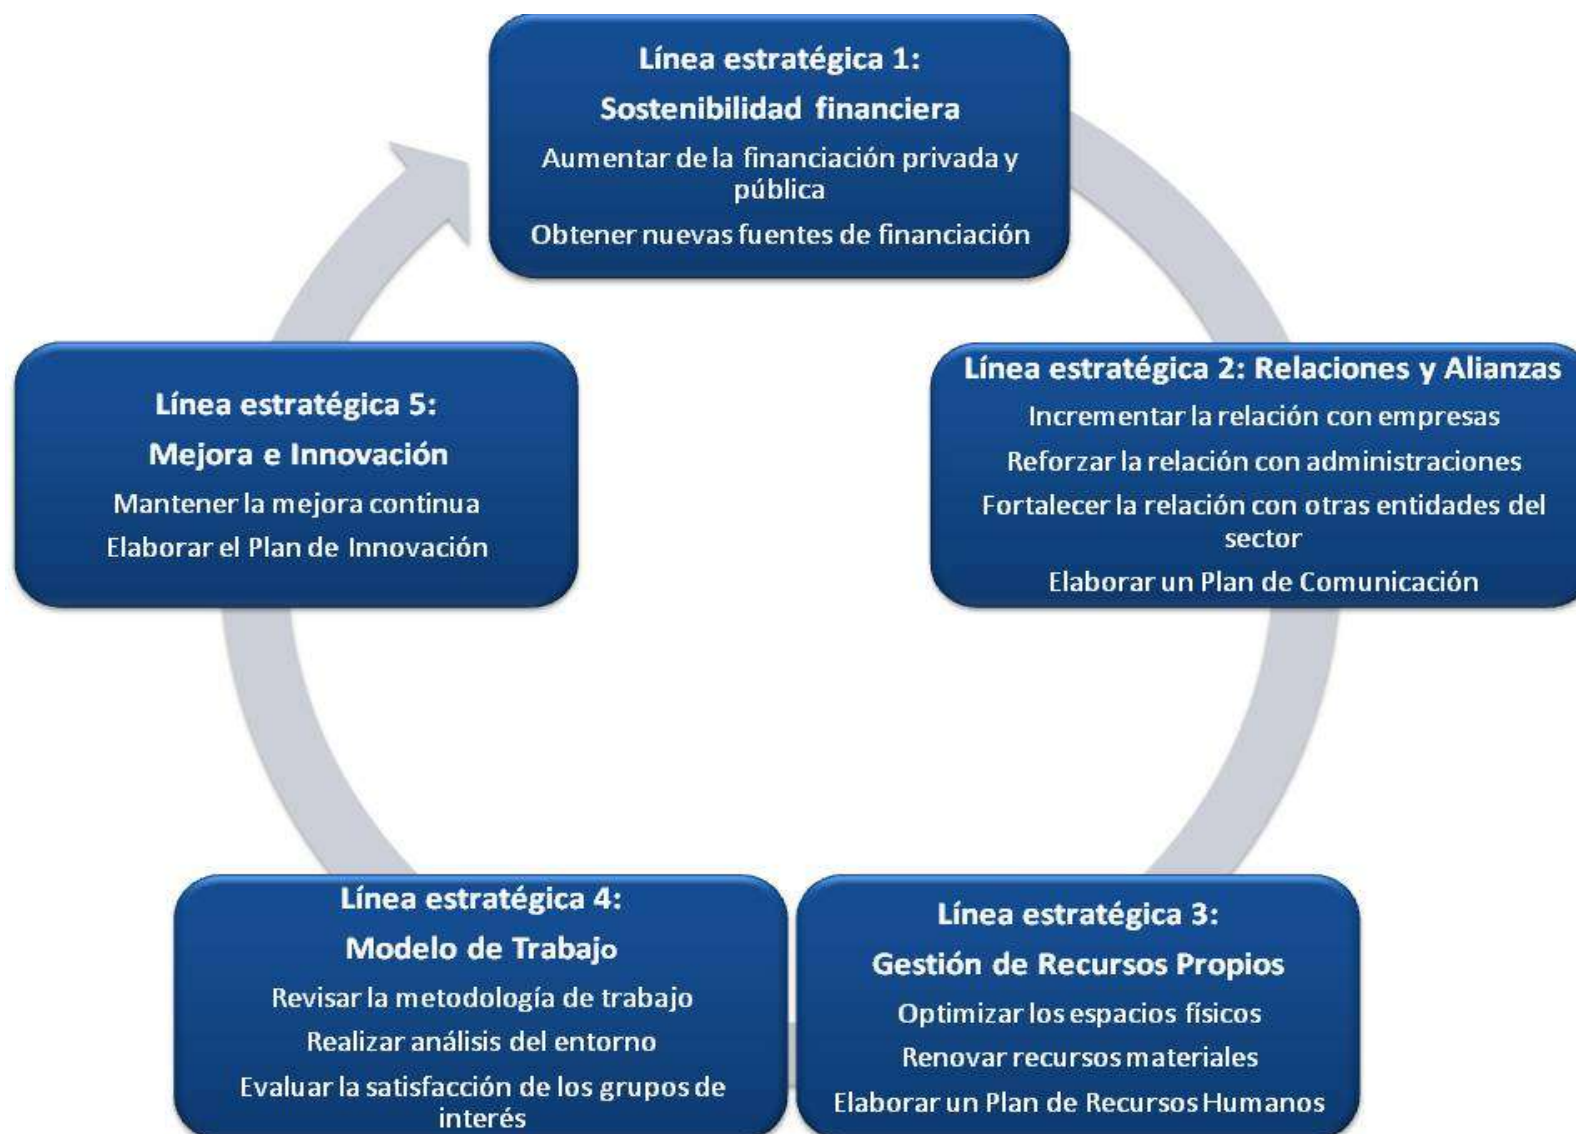 Línea estratégica 1:
Sostenibilidad financiera
Aumentar de la financiación privada y
pública
Obtener nuevas fuentes de financiación
Línea estratégica 2: Relaciones y Alianzas
Incrementar la relación con empresas
Reforzar la relación con administraciones
Fortalecer la relación con otras entidades del
sector
Elaborar un Plan de Comunicación
Línea estratégica 3:
Gestión de Recursos Propios
Optimizar los espacios físicos
Renovar recursos materiales
Elaborar un Plan de Recursos Humanos
Línea estratégica 4:
Modelo de Trabajo
Revisar la metodología de trabajo
Realizar análisis del entorno
Evaluar la satisfacción de los grupos de
interés
Línea estratégica 5:
Mejora e Innovación
Mantener la mejora continua
Elaborar el Plan de Innovación